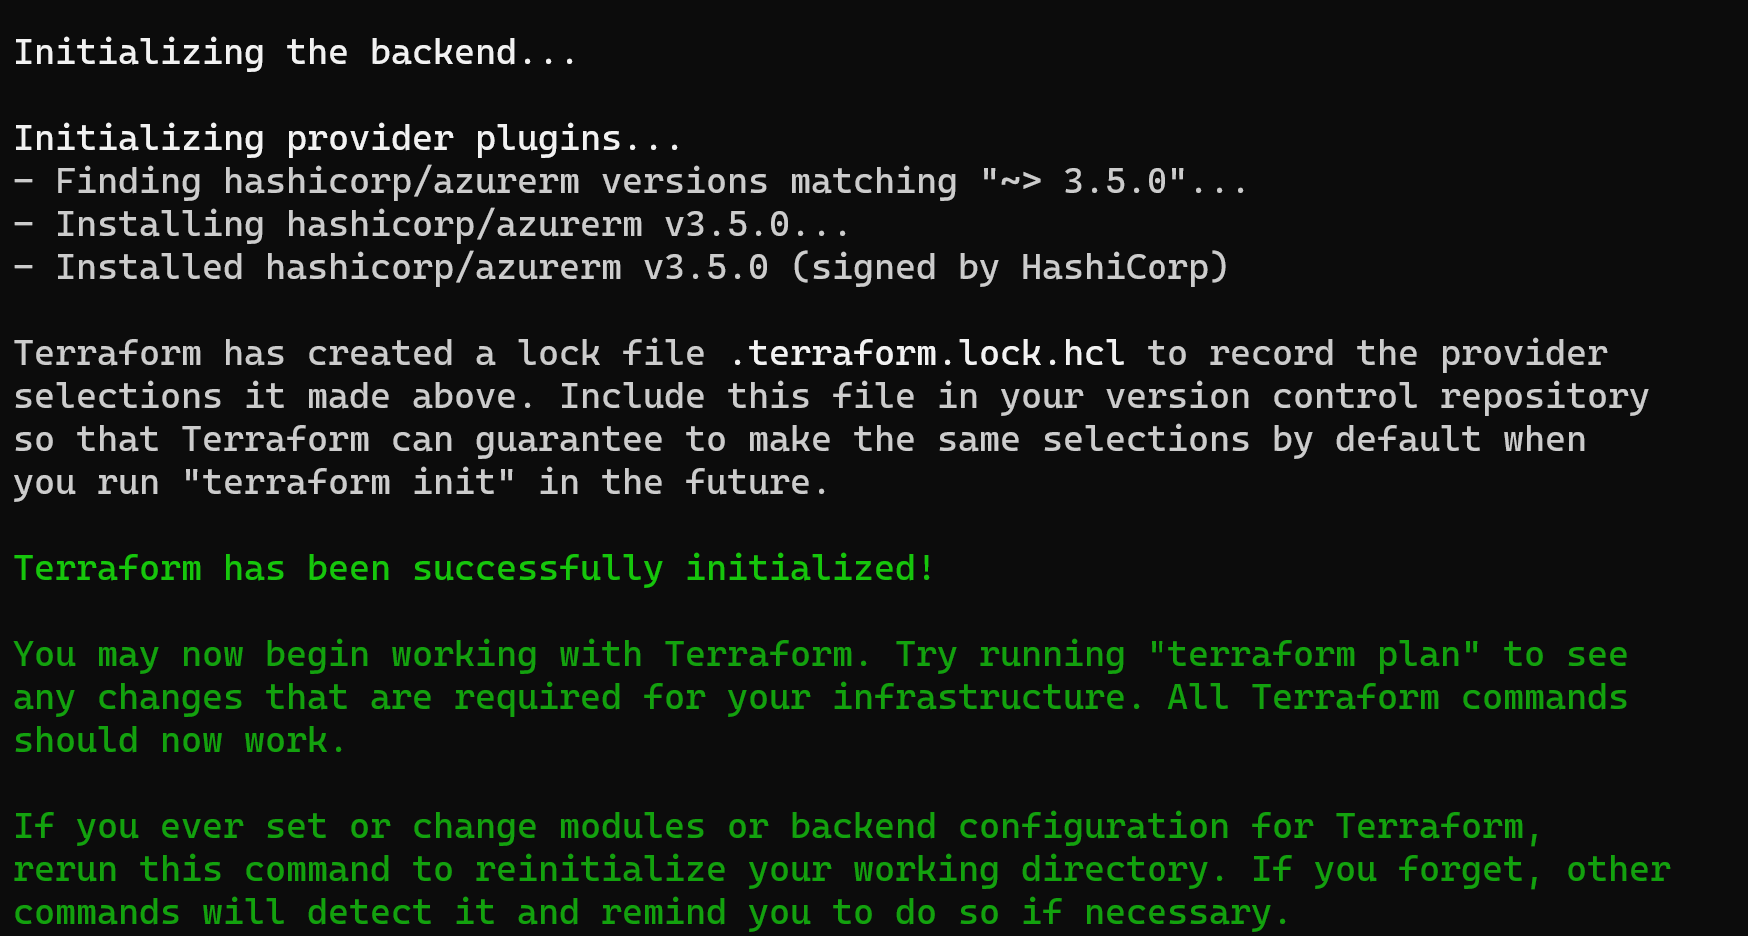 Initializing the backend...
Initializing provider plugins...
- Finding hashicorp/azurerm versions matching "~> 3.5.0"...
- Installing hashicorp/azurerm v3.5.0...
- Installed hashicorp/azurerm v3.5.0 (signed by HashiCorp)
Terraform has created a lock file .terraform.lock.hcl to record the provider
selections it made above. Include this file in your version control repository
so that Terraform can guarantee to make the same selections by default when
you run "terraform init" in the future.
Terraform has been successfully initialized!
You may now begin working with Terraform. Try running "terraform plan" to see
any changes that are required for your infrastructure. All Terraform commands
should now work.
If you ever set or change modules or backend configuration for Terraform,
rerun this command to reinitialize your working directory. If you forget, other
commands will detect it and remind you to do so if necessary.